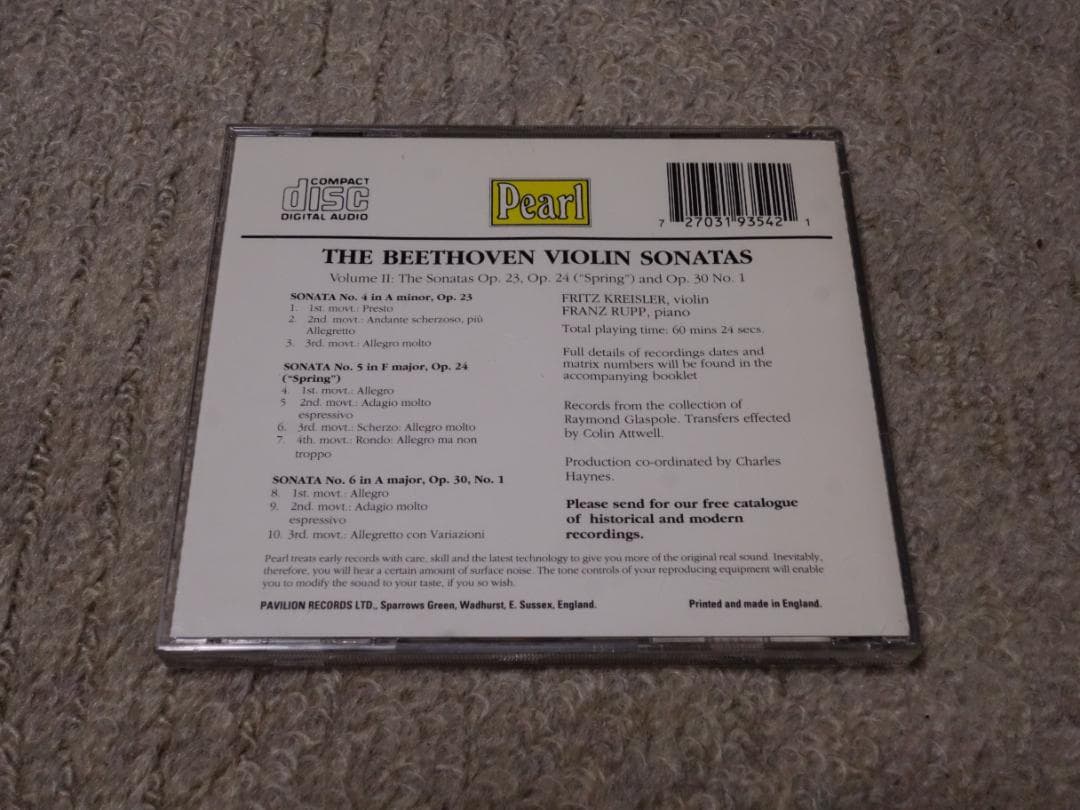 COMPACT
disc
DIGITAL AUDIO
Pearl
7 27031 93542 1
THE BEETHOVEN VIOLIN SONATAS
Volume II: The Sonatas Op. 23, Op. 24 ("Spring") and Op. 30 No. 1
SONATA No. 4 in A minor, Op. 23
1. 1st. movt.: Presto
2. 2nd. movt.: Andante scherzoso, più
Allegretto
3. 3rd. movt.: Allegro molto
SONATA No. 5 in F major, Op. 24
("Spring")
4. 1st. movt.: Allegro
5 2nd. movt.: Adagio molto
espressivo
6. 3rd. movt.: Scherzo: Allegro molto
7. 4th. movt.: Rondo: Allegro ma non
troppo
SONATA No. 6 in A major, Op. 30, No. 1
8. 1st. movt.: Allegro
9. 2nd. movt.: Adagio molto
espressivo
10. 3rd. movt.: Allegretto con Variazioni
FRITZ KREISLER, violin
FRANZ RUPP, piano
Total playing time: 60 mins 24 secs.
Full details of recordings dates and
matrix numbers will be found in the
accompanying booklet
Records from the collection of
Raymond Glaspole. Transfers effected
by Colin Attwell.
Production co-ordinated by Charles
Haynes.
Please send for our free catalogue
of historical and modern
recordings.
Pearl treats early records with care, skill and the latest technology to give you more of the original real sound. Inevitably,
therefore, you will hear a certain amount of surface noise. The tone controls of your reproducing equipment will enable
you to modify the sound to your taste, if you so wish.
PAVILION RECORDS LTD., Sparrows Green, Wadhurst, E. Sussex, England.
Printed and made in England.